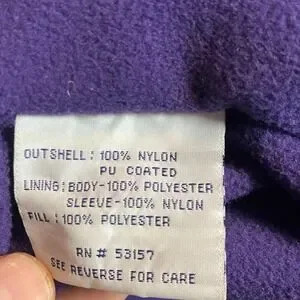 OUTSHELL: 100% NYLON
PU COATED
LINING:BODY-100% POLYESTER
SLEEVE-100% NYLON
FILL:100% POLYESTER
RN # 53157
SEE REVERSE FOR CARE